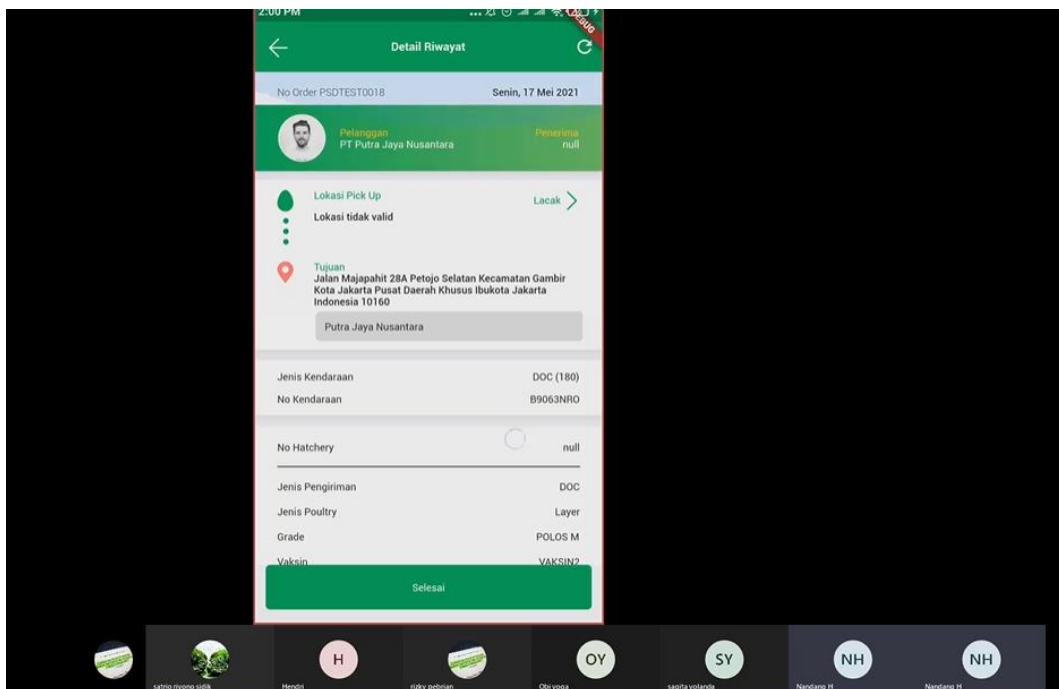 2:00 PM
DEBUG
Detail Riwayat
No Order PSDTEST0018
Senin, 17 Mei 2021
Pelanggan
Penerima
PT Putra Jaya Nusantara
null
Lokasi Pick Up
Lacak
Lokasi tidak valid
Tujuan
Jalan Majapahit 28A Petojo Selatan Kecamatan Gambir
Kota Jakarta Pusat Daerah Khusus Ibukota Jakarta
Indonesia 10160
Putra Jaya Nusantara
Jenis Kendaraan
DOC (180)
No Kendaraan
B9063NRO
No Hatchery
null
Jenis Pengiriman
DOC
Jenis Poultry
Layer
Grade
POLOS M
Vaksin
VAKSIN2
Selesai
H
OY
SY
NH
NH
satrio riyono sidik
Hendri
rizky pebrian
Obi yoga
sagita yolanda
Nandang H
Nandang H